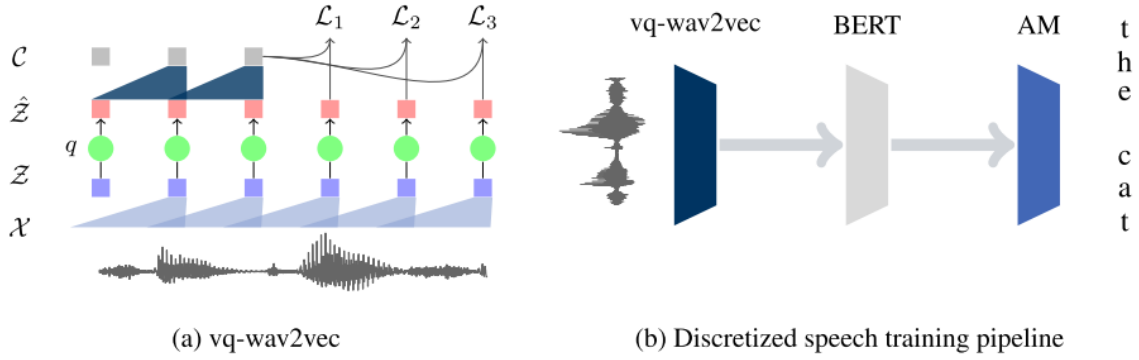 ℒ₁ ℒ₂ ℒ₃
𝒞
𝒵̂
q
𝒵
𝒳
(a) vq-wav2vec
vq-wav2vec BERT AM
t
h
e
c
a
t
(b) Discretized speech training pipeline